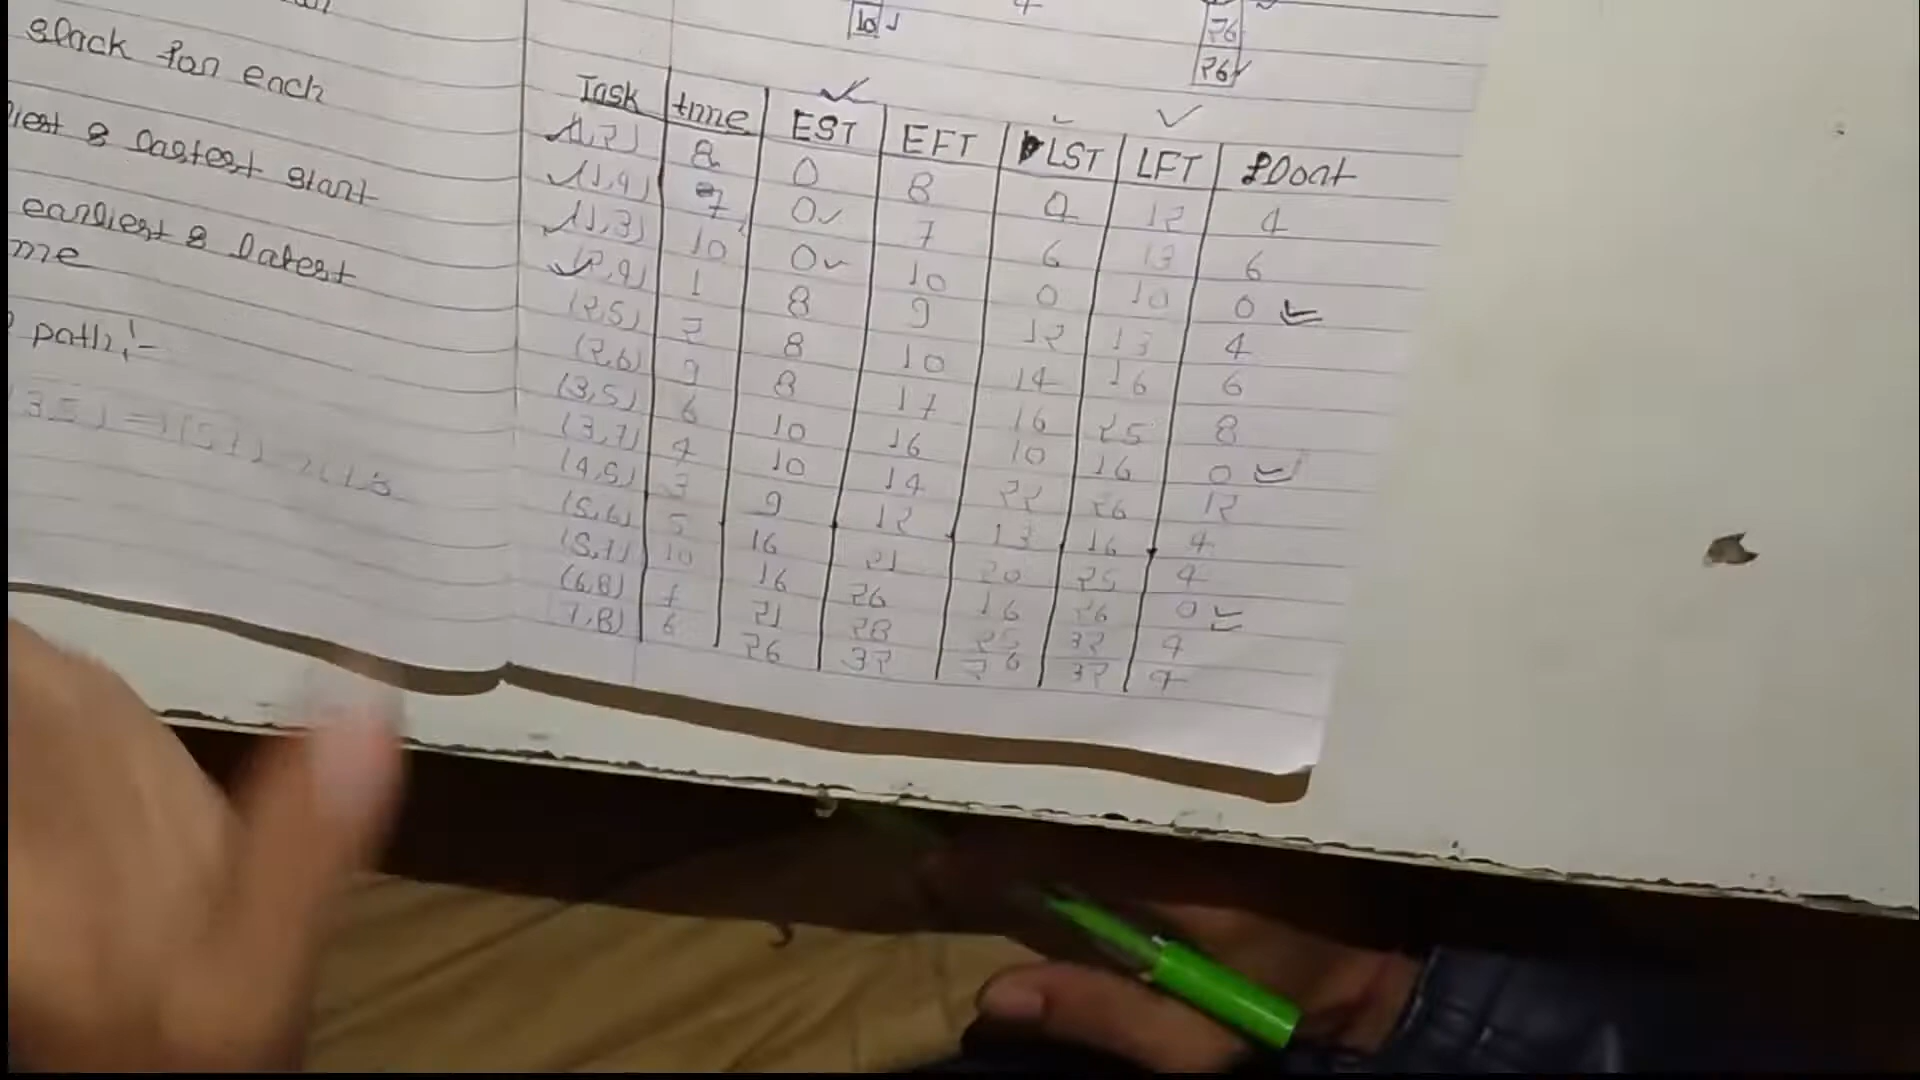 slack for each
iest & lastest start
earliest & latest
me
path:-
10
4
26
26
Task time EST EFT LST LFT float
(1,2) 8 0 8 4 12 4
(1,4) 7 0 7 6 13 6
(1,3) 10 0 10 0 10 0
(2,4) 1 8 9 12 13 4
(2,5) 2 8 10 14 16 6
(2,6) 9 8 17 16 25 8
(3,5) 6 10 16 10 16 0
(3,7) 4 10 14 22 26 12
(4,5) 3 9 12 13 16 4
(5,6) 5 16 21 20 25 4
(5,7) 10 16 26 16 26 0
(6,8) 7 21 28 25 32 4
(7,8) 6 26 32 26 32